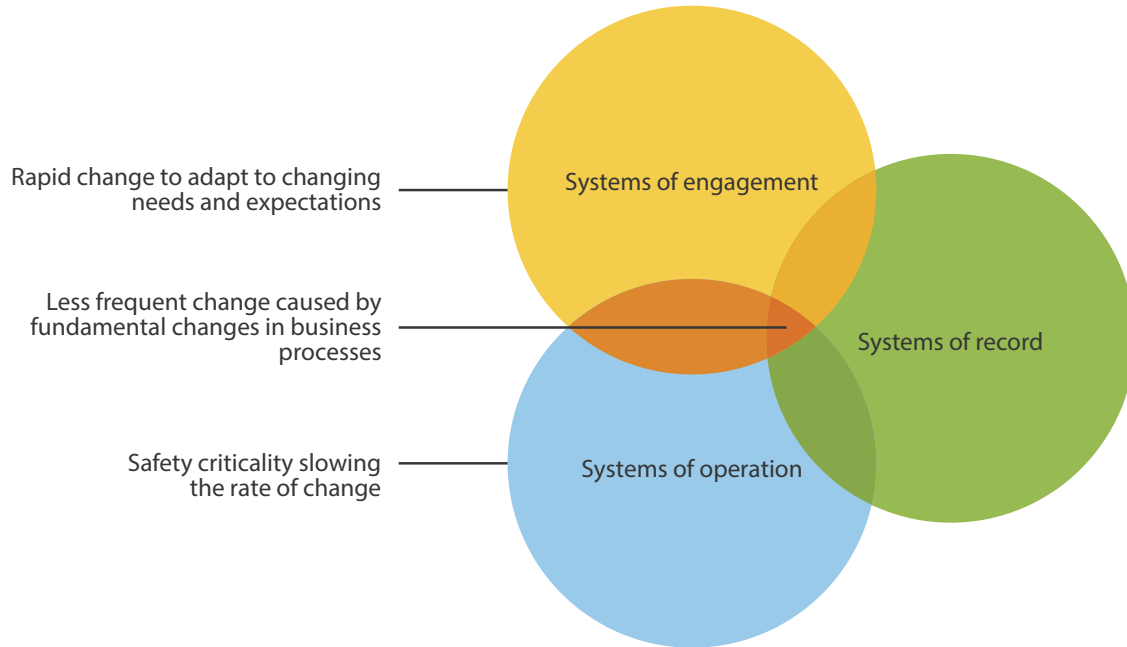 Systems of engagement
Rapid change to adapt to changing
needs and expectations
Less frequent change caused by
fundamental changes in business
processes
Systems of record
Safety criticality slowing
the rate of change
Systems of operation